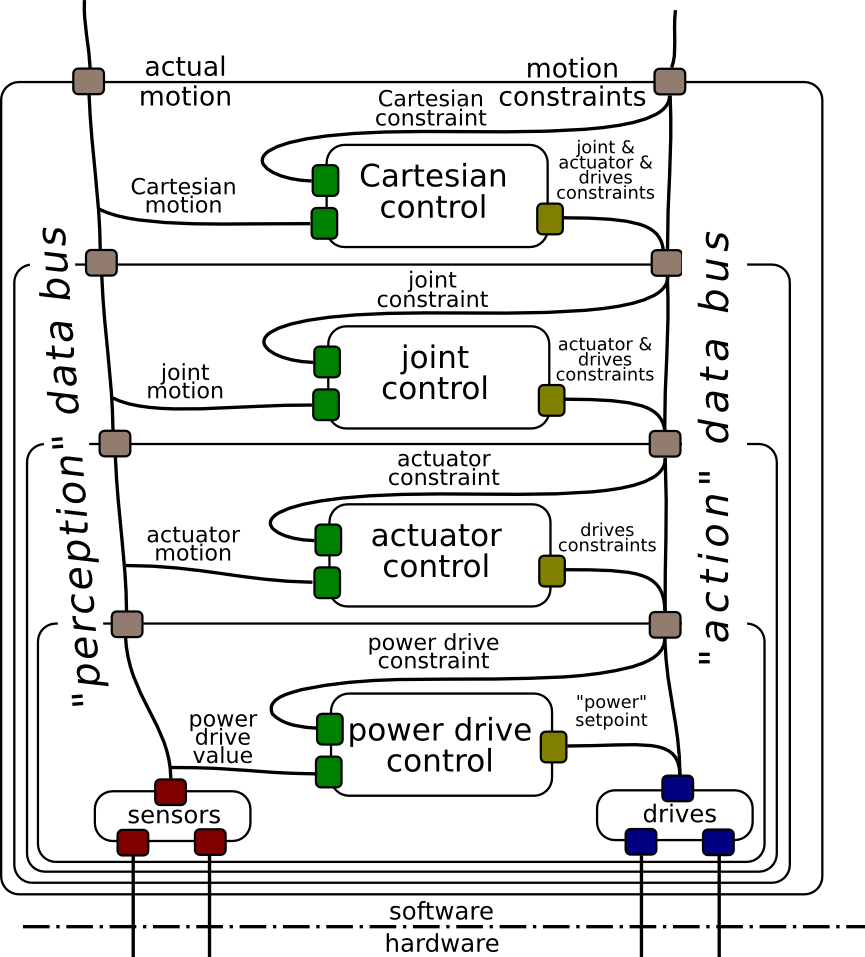 actual
motion
motion
constraints
Cartesian
constraint
joint &
actuator &
drives
constraints
Cartesian
control
Cartesian
motion
"perception" data bus
"action" data bus
joint
constraint
actuator &
drives
constraints
joint
control
joint
motion
actuator
constraint
drives
constraints
actuator
control
actuator
motion
power drive
constraint
"power"
setpoint
power
drive
value
power drive
control
sensors
drives
software
hardware